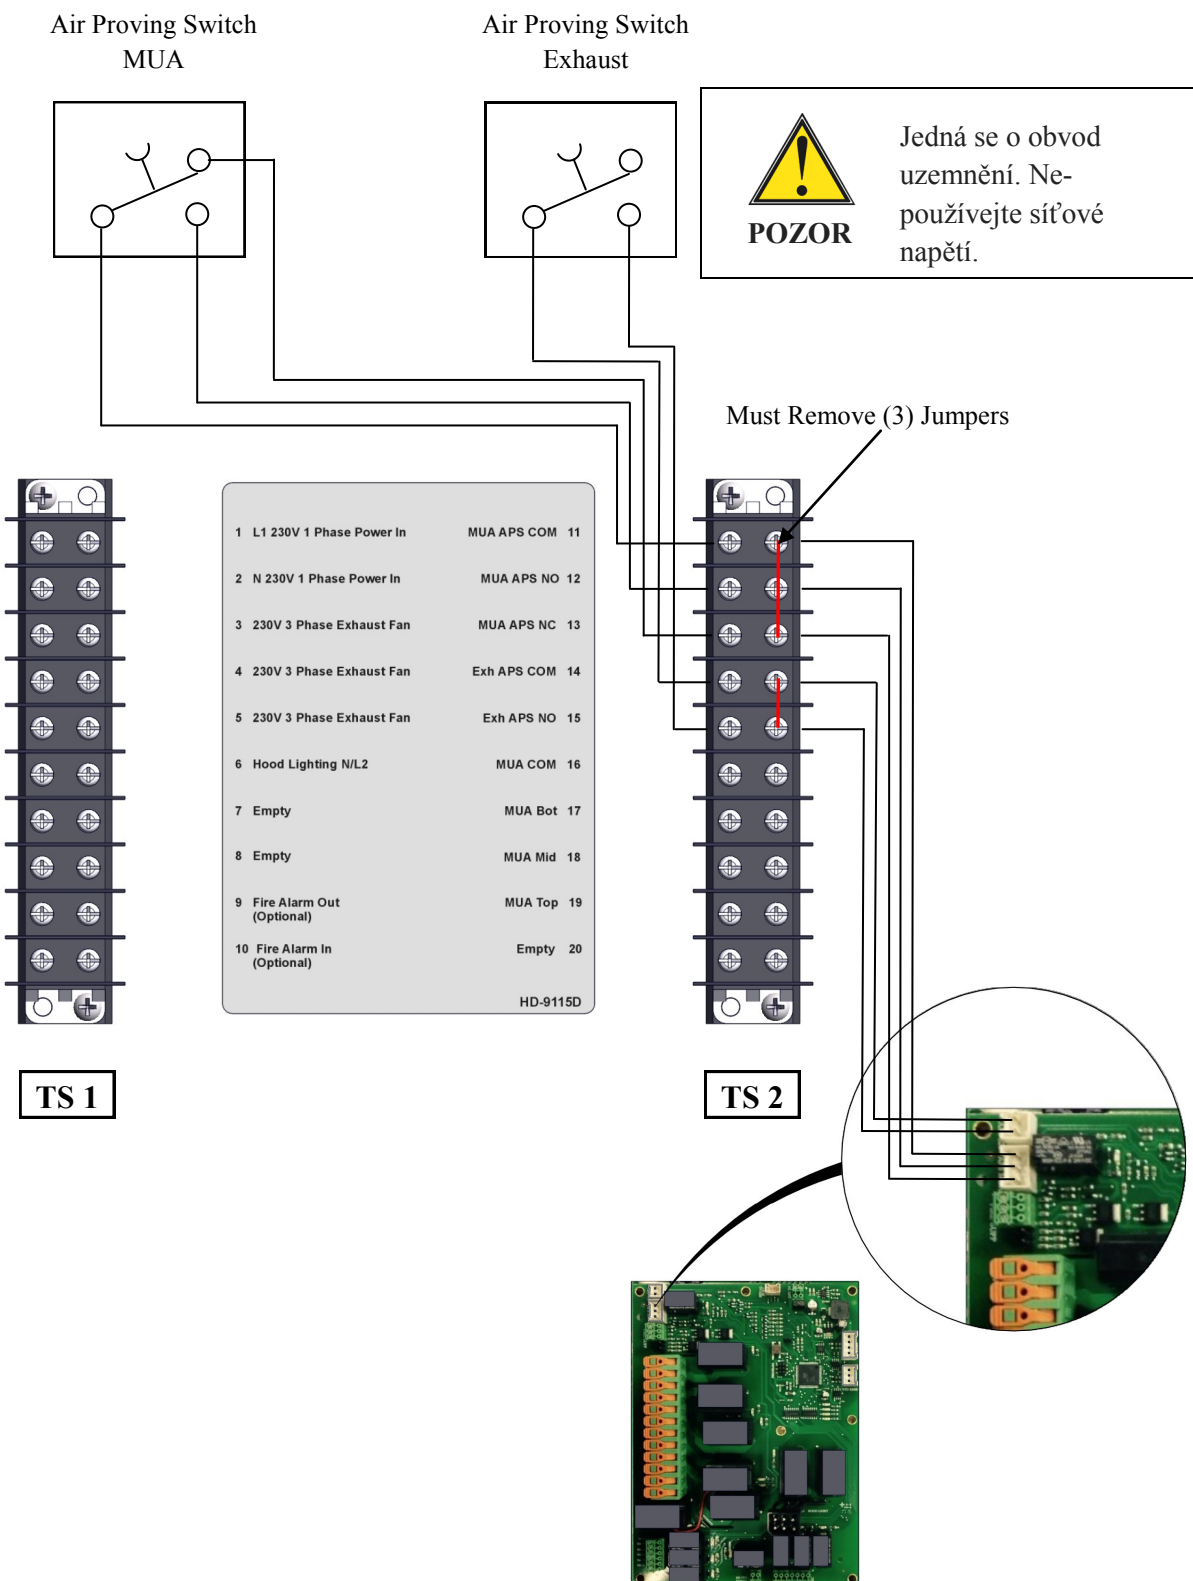 Air Proving Switch
MUA
Air Proving Switch
Exhaust
POZOR
Jedná se o obvod
uzemnění. Ne-
používejte síťové
napětí.
Must Remove (3) Jumpers
1 L1 230V 1 Phase Power In MUA APS COM 11
2 N 230V 1 Phase Power In MUA APS NO 12
3 230V 3 Phase Exhaust Fan MUA APS NC 13
4 230V 3 Phase Exhaust Fan Exh APS COM 14
5 230V 3 Phase Exhaust Fan Exh APS NO 15
6 Hood Lighting N/L2 MUA COM 16
7 Empty MUA Bot 17
8 Empty MUA Mid 18
9 Fire Alarm Out MUA Top 19
(Optional)
10 Fire Alarm In Empty 20
(Optional)
HD-9115D
TS 1
TS 2